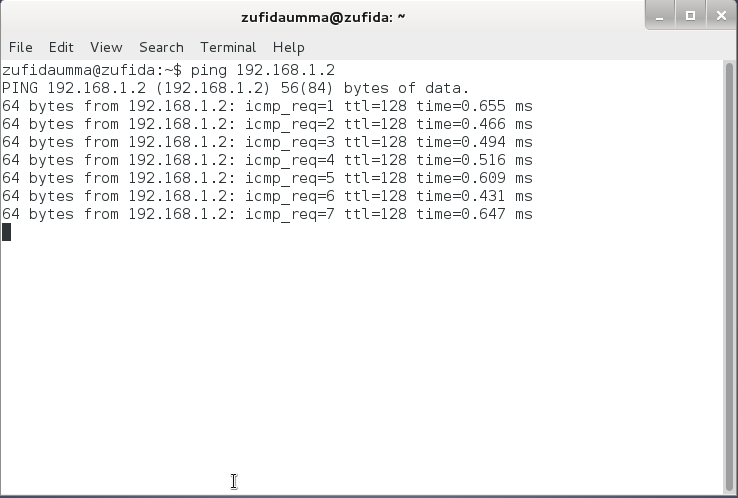 zufidaumma@zufida: ~
File Edit View Search Terminal Help
zufidaumma@zufida:~$ ping 192.168.1.2
PING 192.168.1.2 (192.168.1.2) 56(84) bytes of data.
64 bytes from 192.168.1.2: icmp_req=1 ttl=128 time=0.655 ms
64 bytes from 192.168.1.2: icmp_req=2 ttl=128 time=0.466 ms
64 bytes from 192.168.1.2: icmp_req=3 ttl=128 time=0.494 ms
64 bytes from 192.168.1.2: icmp_req=4 ttl=128 time=0.516 ms
64 bytes from 192.168.1.2: icmp_req=5 ttl=128 time=0.609 ms
64 bytes from 192.168.1.2: icmp_req=6 ttl=128 time=0.431 ms
64 bytes from 192.168.1.2: icmp_req=7 ttl=128 time=0.647 ms